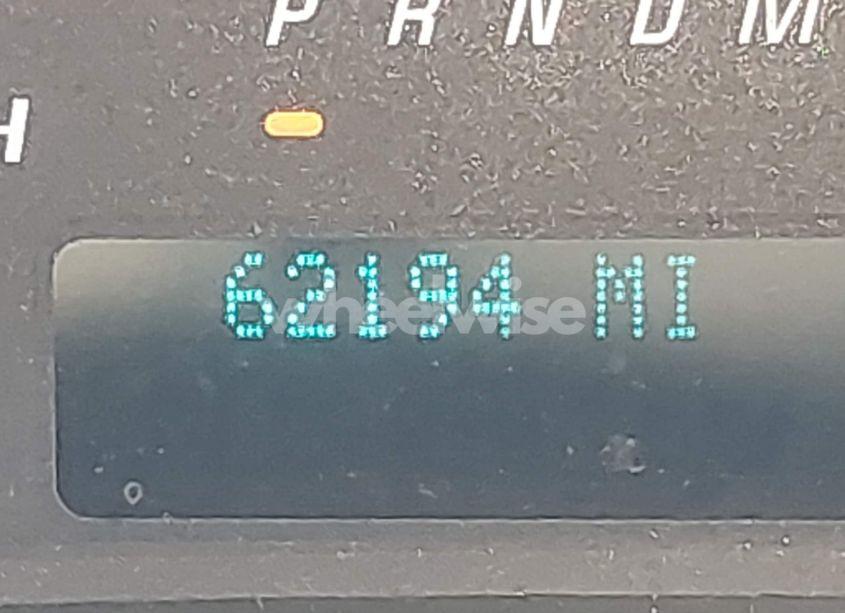 P R N D M
H
62194 MI
wheelwise